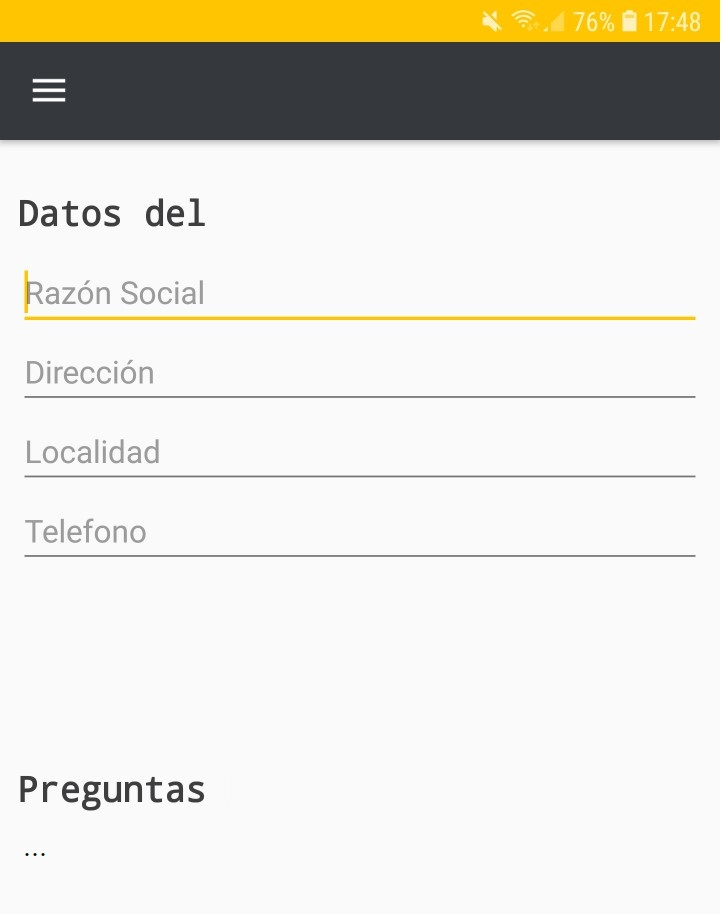 76% 17:48
Datos del
Razón Social
Dirección
Localidad
Telefono
Preguntas
...